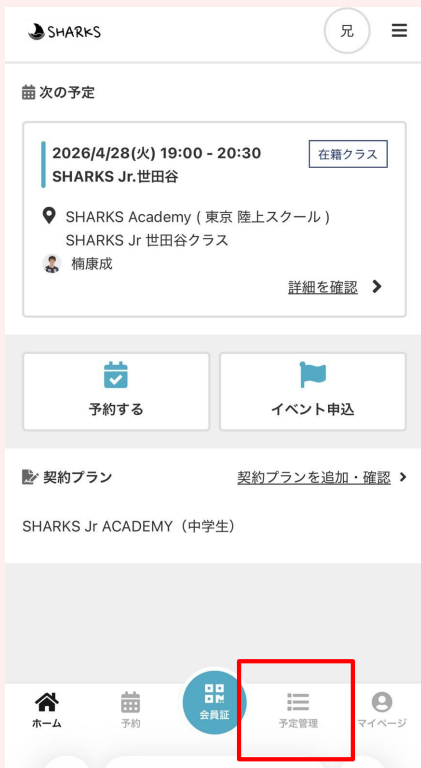 SHARKS
兄
次の予定
2026/4/28(火) 19:00 - 20:30
在籍クラス
SHARKS Jr.世田谷
SHARKS Academy ( 東京 陸上スクール )
SHARKS Jr 世田谷クラス
楠康成
詳細を確認
予約する
イベント申込
契約プラン
契約プランを追加・確認
SHARKS Jr ACADEMY（中学生）
ホーム
予約
会員証
予定管理
マイページ